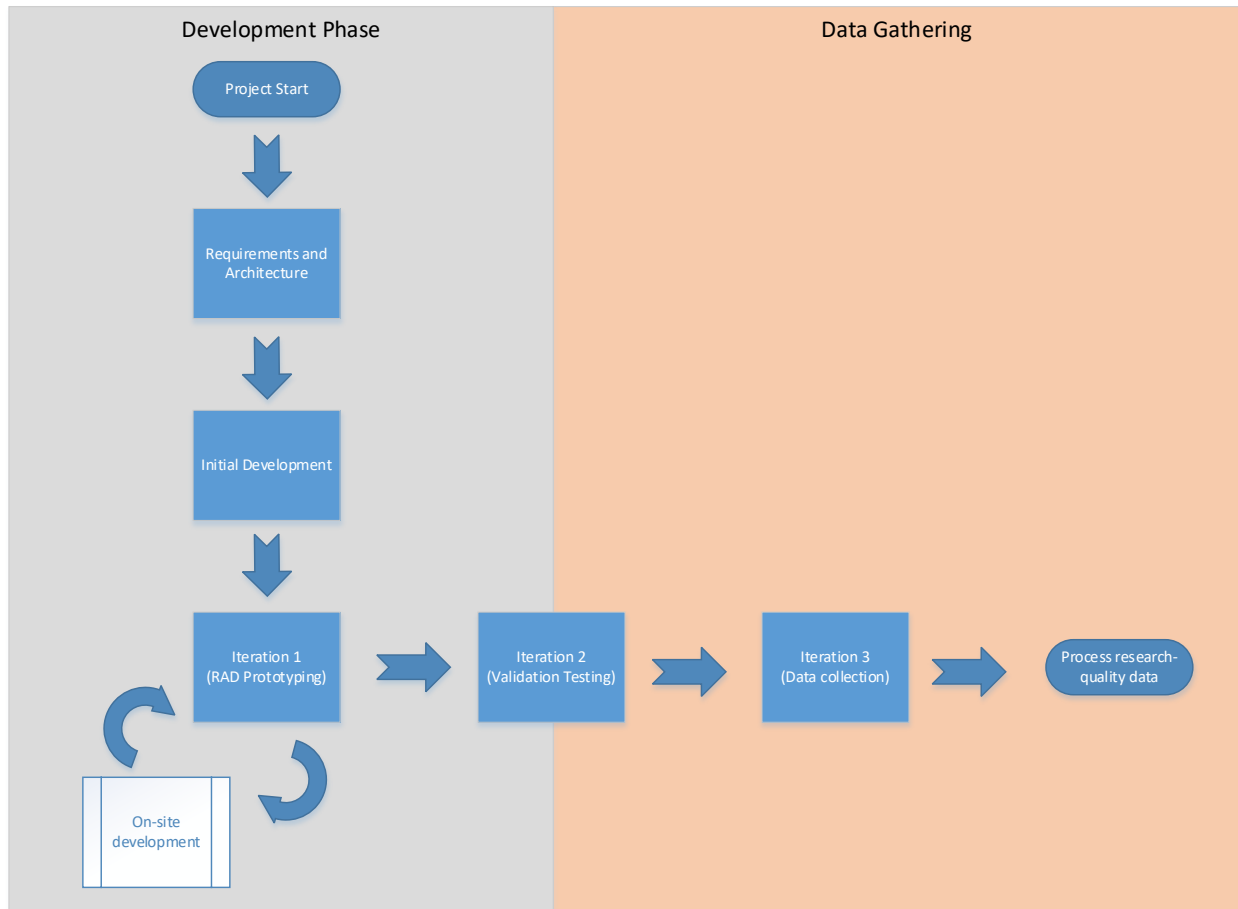 Development Phase
Data Gathering
Project Start
Requirements and
Architecture
Initial Development
Iteration 1
(RAD Prototyping)
Iteration 2
(Validation Testing)
Iteration 3
(Data collection)
Process research-
quality data
On-site
development